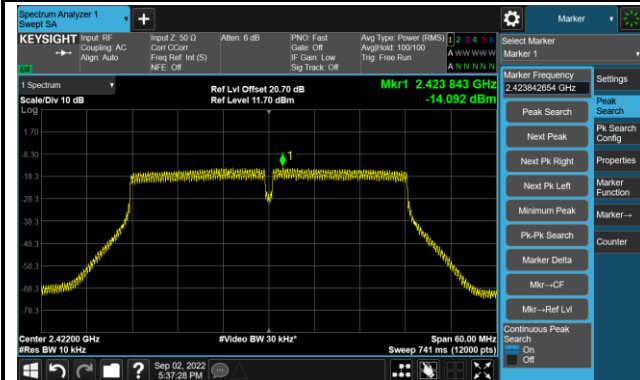 Spectrum Analyzer 1
Swept SA
+
Marker
KEYSIGHT
Input: RF
Coupling: AC
Align: Auto
Input Z: 50 Ω
Corr CCorr
Freq Ref: Int (S)
NFE: Off
Atten: 6 dB
PNO: Fast
Gate: Off
IF Gain: Low
Sig Track: Off
Avg Type: Power (RMS)
Avg|Hold: 100/100
Trig: Free Run
1 2 3 4 5 6
A W W W W W
A N N N N N
LXI
Select Marker
Marker 1
1 Spectrum
Scale/Div 10 dB
Log
Ref Lvl Offset 20.70 dB
Ref Level 11.70 dBm
Mkr1 2.423 843 GHz
-14.092 dBm
1.70
-8.30
-18.3
-28.3
-38.3
-48.3
-58.3
-68.3
-78.3
1
Center 2.42200 GHz
#Res BW 10 kHz
#Video BW 30 kHz*
Span 60.00 MHz
Sweep 741 ms (12000 pts)
Marker Frequency
2.423842654 GHz
Peak Search
Next Peak
Next Pk Right
Next Pk Left
Minimum Peak
Pk-Pk Search
Marker Delta
Mkr→CF
Mkr→Ref Lvl
Continuous Peak
Search
On
Off
Settings
Peak
Search
Pk Search
Config
Properties
Marker
Function
Marker→
Counter
?
Sep 02, 2022
5:37:28 PM